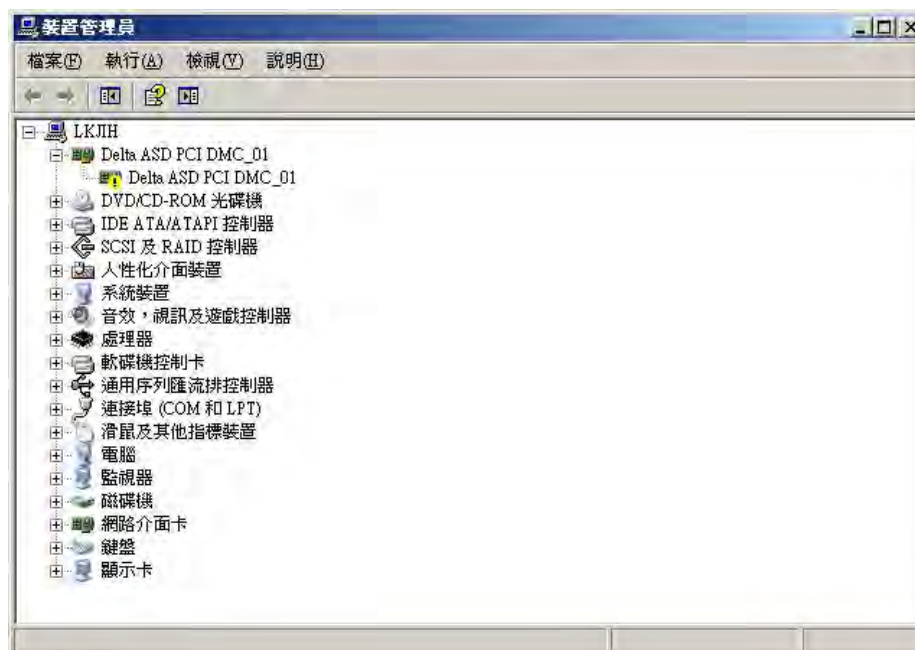 裝置管理員
檔案(F) 執行(A) 檢視(V) 說明(H)
LKJIH
Delta ASD PCI DMC_01
Delta ASD PCI DMC_01
DVD/CD-ROM 光碟機
IDE ATA/ATAPI 控制器
SCSI 及 RAID 控制器
人性化介面裝置
系統裝置
音效，視訊及遊戲控制器
處理器
軟碟機控制卡
通用序列匯流排控制器
連接埠 (COM 和 LPT)
滑鼠及其他指標裝置
電腦
監視器
磁碟機
網路介面卡
鍵盤
顯示卡